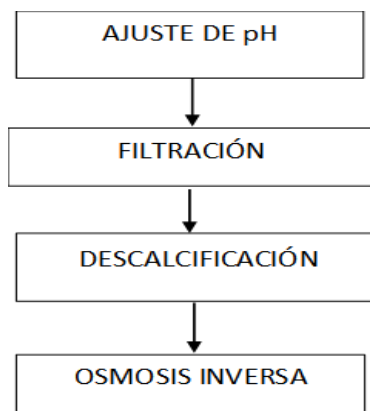 AJUSTE DE pH
FILTRACIÓN
DESCALCIFICACIÓN
OSMOSIS INVERSA